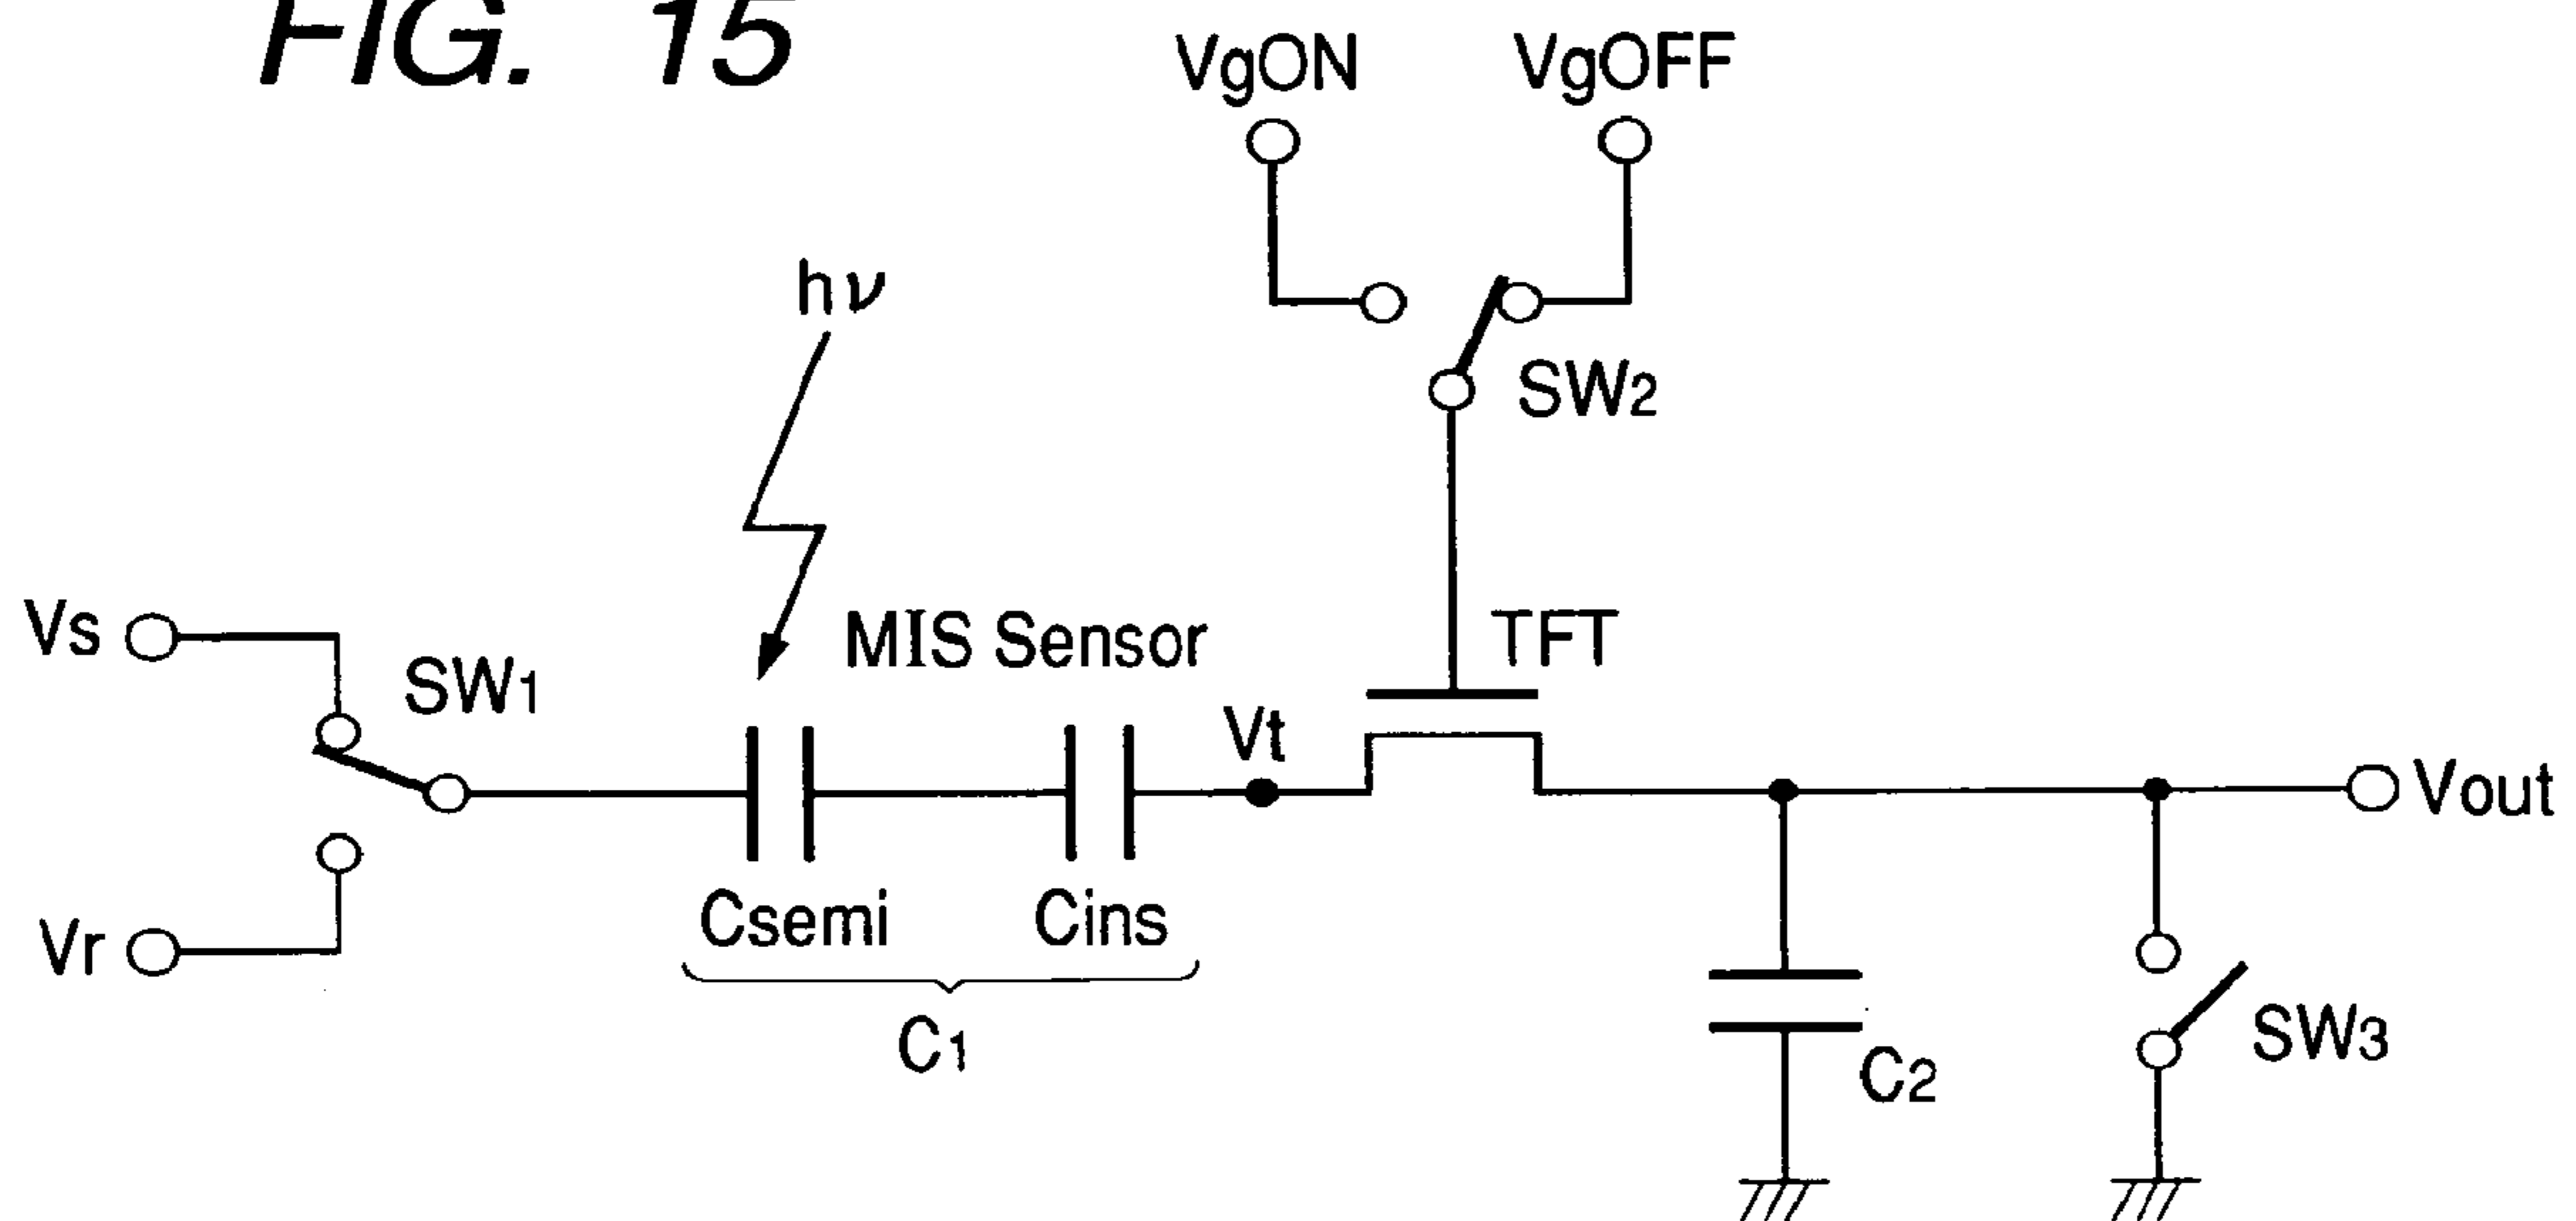 FIG. 15
VgON
VgOFF
hν
SW2
Vs
SW1
MIS Sensor
TFT
Vt
Vout
Vr
Csemi
Cins
C1
C2
SW3